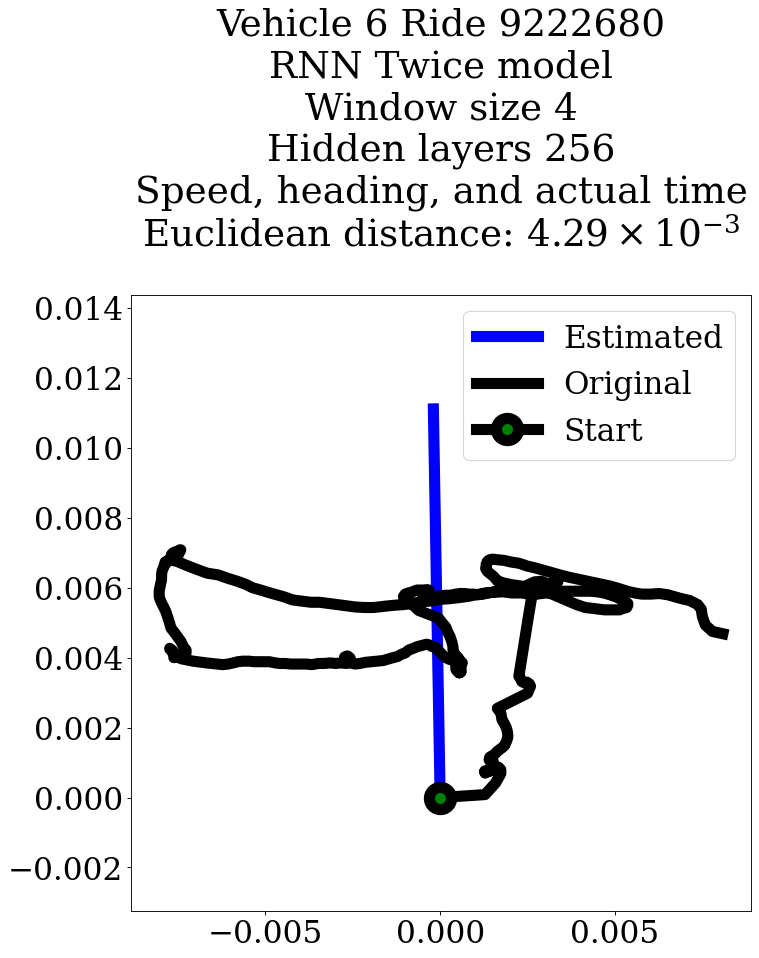 Vehicle 6 Ride 9222680
RNN Twice model
Window size 4
Hidden layers 256
Speed, heading, and actual time
Euclidean distance: 4.29 × 10⁻³
Estimated
Original
Start
0.014
0.012
0.010
0.008
0.006
0.004
0.002
0.000
−0.002
−0.005 0.000 0.005